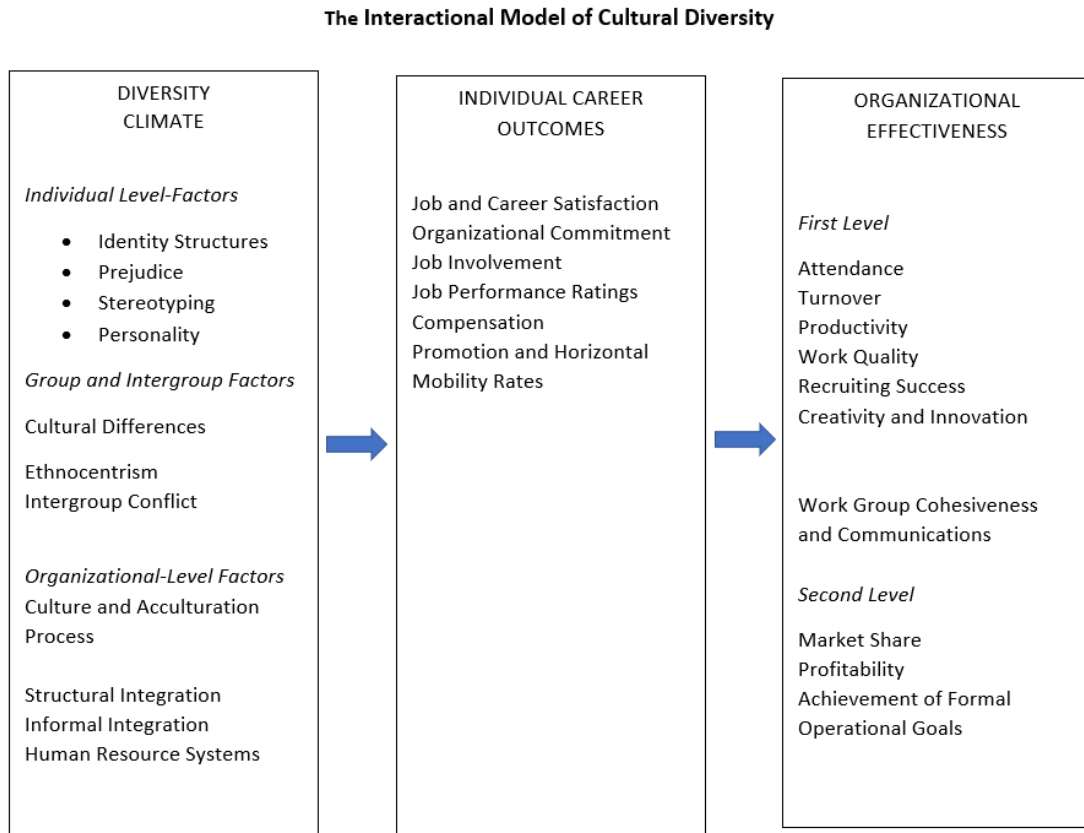 The Interactional Model of Cultural Diversity
DIVERSITY
CLIMATE
Individual Level-Factors
• Identity Structures
• Prejudice
• Stereotyping
• Personality
Group and Intergroup Factors
Cultural Differences
Ethnocentrism
Intergroup Conflict
Organizational-Level Factors
Culture and Acculturation
Process
Structural Integration
Informal Integration
Human Resource Systems
INDIVIDUAL CAREER
OUTCOMES
Job and Career Satisfaction
Organizational Commitment
Job Involvement
Job Performance Ratings
Compensation
Promotion and Horizontal
Mobility Rates
ORGANIZATIONAL
EFFECTIVENESS
First Level
Attendance
Turnover
Productivity
Work Quality
Recruiting Success
Creativity and Innovation
Work Group Cohesiveness
and Communications
Second Level
Market Share
Profitability
Achievement of Formal
Operational Goals